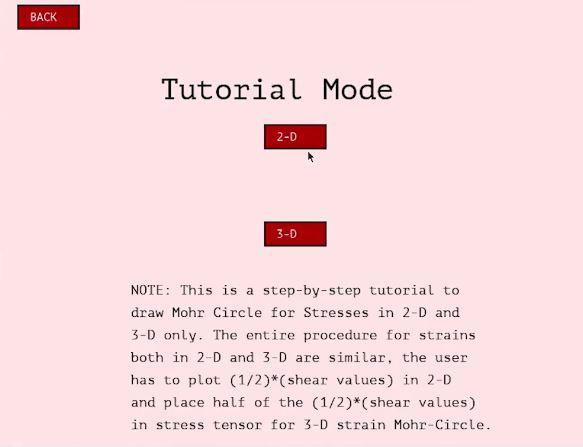 BACK
Tutorial Mode
2-D
3-D
NOTE: This is a step-by-step tutorial to
draw Mohr Circle for Stresses in 2-D and
3-D only. The entire procedure for strains
both in 2-D and 3-D are similar, the user
has to plot (1/2)*(shear values) in 2-D
and place half of the (1/2)*(shear values)
in stress tensor for 3-D strain Mohr-Circle.